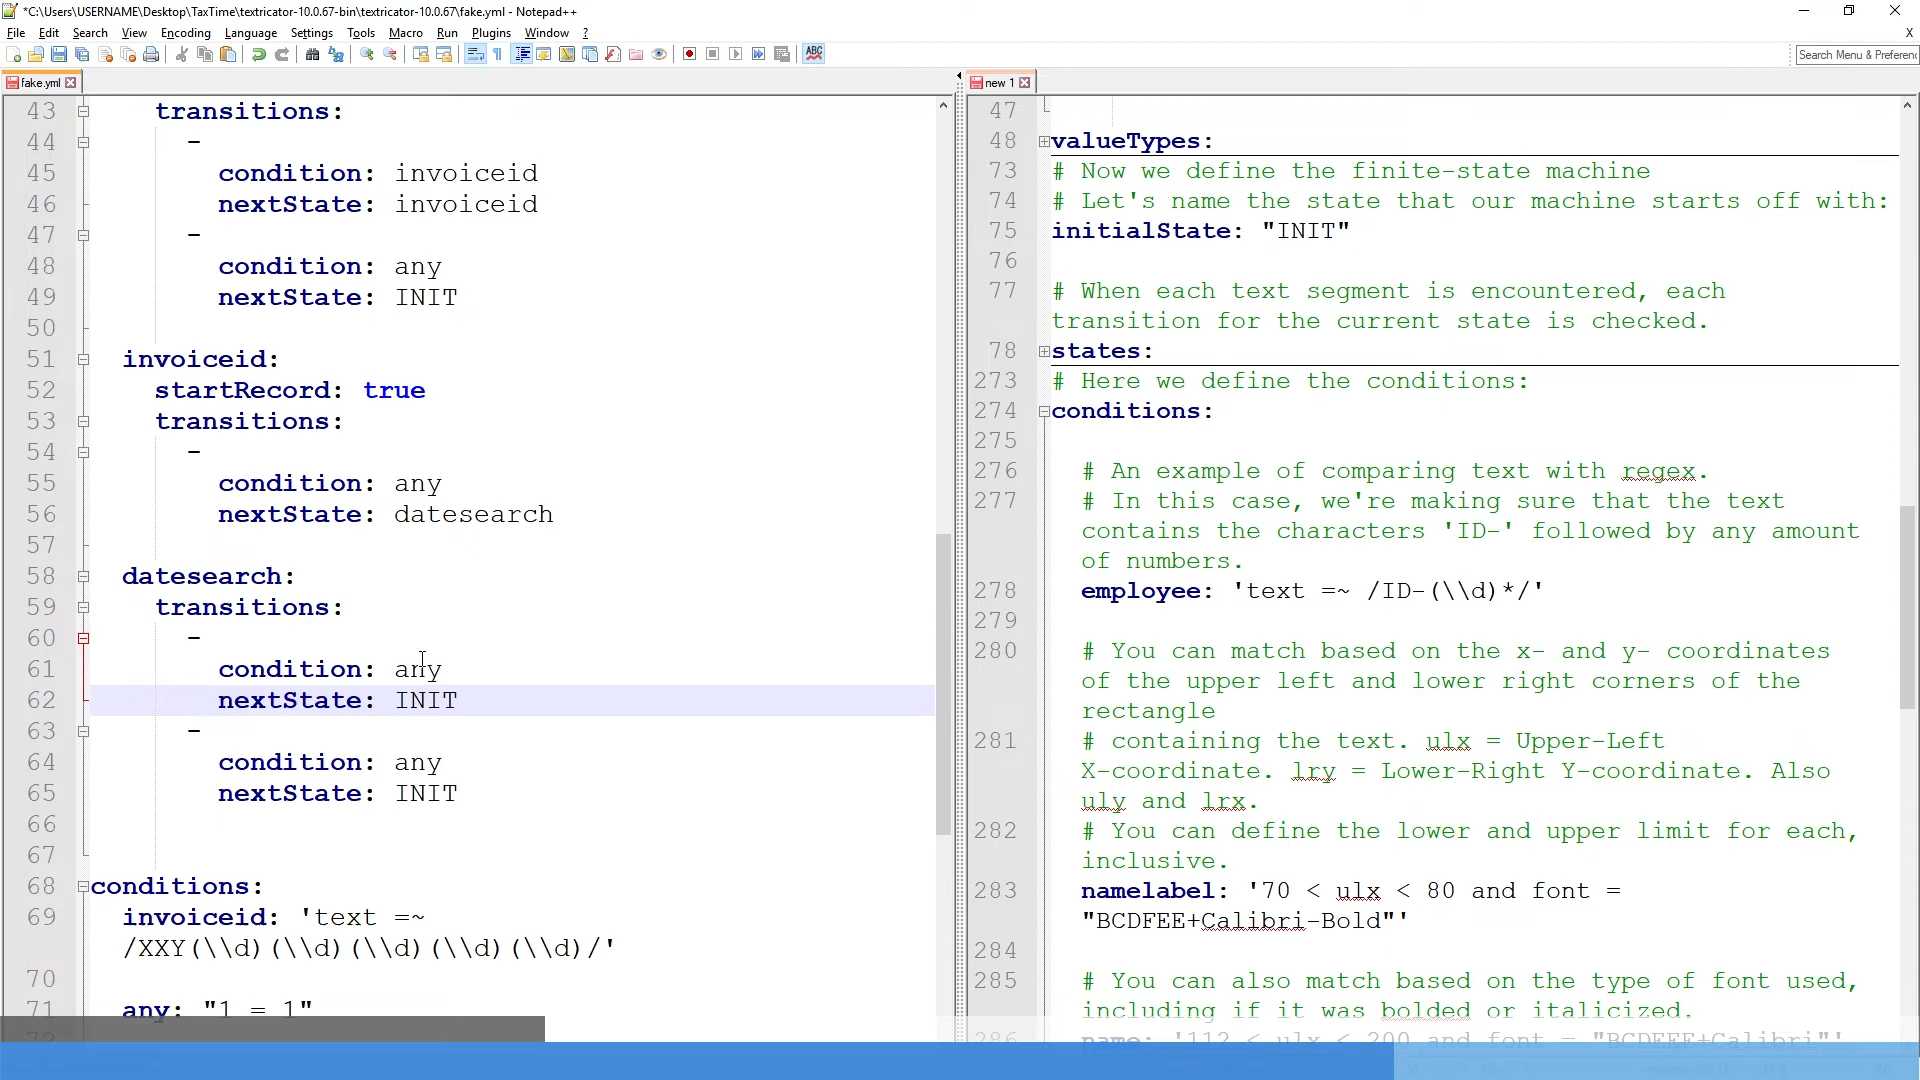 *C:\Users\USERNAME\Desktop\TaxTime\textricator-10.0.67-bin\textricator-10.0.67\fake.yml - Notepad++
File Edit Search View Encoding Language Settings Tools Macro Run Plugins Window ? X
Search Menu & Preferenc
fake.yml
43 transitions:
44 -
45 condition: invoiceid
46 nextState: invoiceid
47 -
48 condition: any
49 nextState: INIT
50
51 invoiceid:
52 startRecord: true
53 transitions:
54 -
55 condition: any
56 nextState: datesearch
57
58 datesearch:
59 transitions:
60 -
61 condition: any
62 nextState: INIT
63 -
64 condition: any
65 nextState: INIT
66
67
68 conditions:
69 invoiceid: 'text =~
/XXY(\\d)(\\d)(\\d)(\\d)(\\d)/'
70
71 any: "1 = 1"
new 1
47
48 valueTypes:
73 # Now we define the finite-state machine
74 # Let's name the state that our machine starts off with:
75 initialState: "INIT"
76
77 # When each text segment is encountered, each
transition for the current state is checked.
78 states:
273 # Here we define the conditions:
274 conditions:
275
276 # An example of comparing text with regex.
277 # In this case, we're making sure that the text
contains the characters 'ID-' followed by any amount
of numbers.
278 employee: 'text =~ /ID-(\\d)*/'
279
280 # You can match based on the x- and y- coordinates
of the upper left and lower right corners of the
rectangle
281 # containing the text. ulx = Upper-Left
X-coordinate. lry = Lower-Right Y-coordinate. Also
uly and lrx.
282 # You can define the lower and upper limit for each,
inclusive.
283 namelabel: '70 < ulx < 80 and font =
"BCDFEE+Calibri-Bold"'
284
285 # You can also match based on the type of font used,
including if it was bolded or italicized.
286 name: '112 < ulx < 200 and font = "BCDEEE+Calibri"'